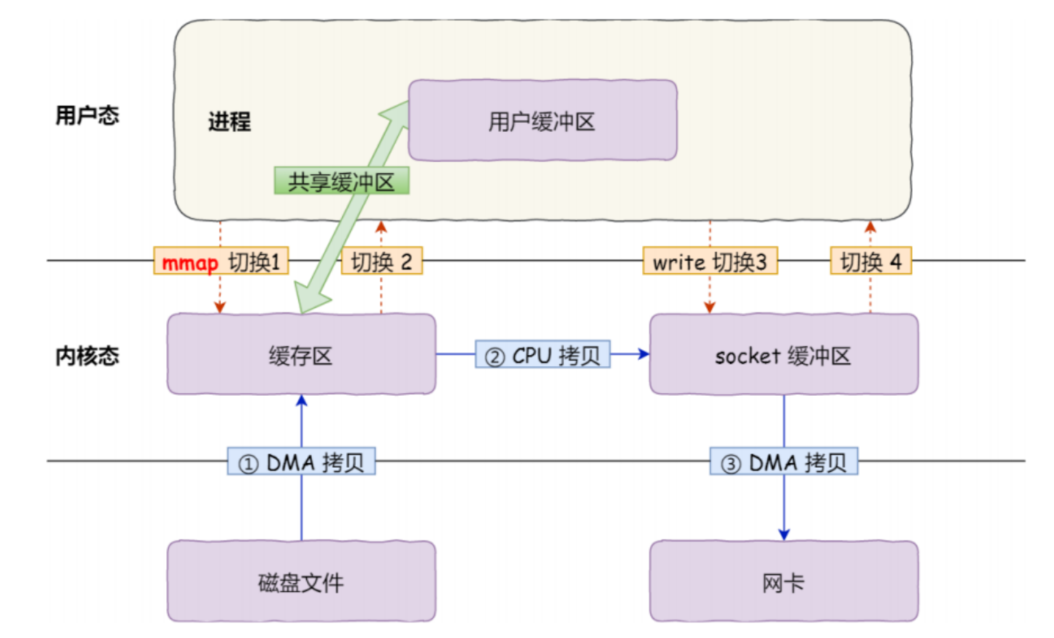 用户态
进程
用户缓冲区
共享缓冲区
mmap 切换1
切换 2
write 切换3
切换 4
内核态
缓存区
② CPU 拷贝
socket 缓冲区
① DMA 拷贝
③ DMA 拷贝
磁盘文件
网卡